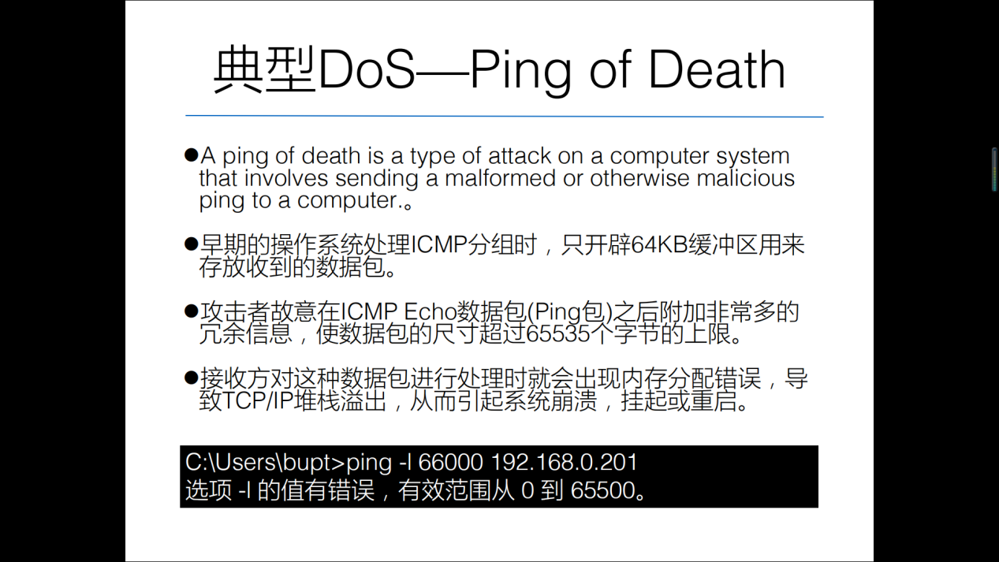 典型DoS—Ping of Death
●A ping of death is a type of attack on a computer system
that involves sending a malformed or otherwise malicious
ping to a computer.。
●早期的操作系统处理ICMP分组时，只开辟64KB缓冲区用来
存放收到的数据包。
●攻击者故意在ICMP Echo数据包(Ping包)之后附加非常多的
冗余信息，使数据包的尺寸超过65535个字节的上限。
●接收方对这种数据包进行处理时就会出现内存分配错误，导
致TCP/IP堆栈溢出，从而引起系统崩溃，挂起或重启。
C:\Users\bupt>ping -l 66000 192.168.0.201
选项 -l 的值有错误，有效范围从 0 到 65500。